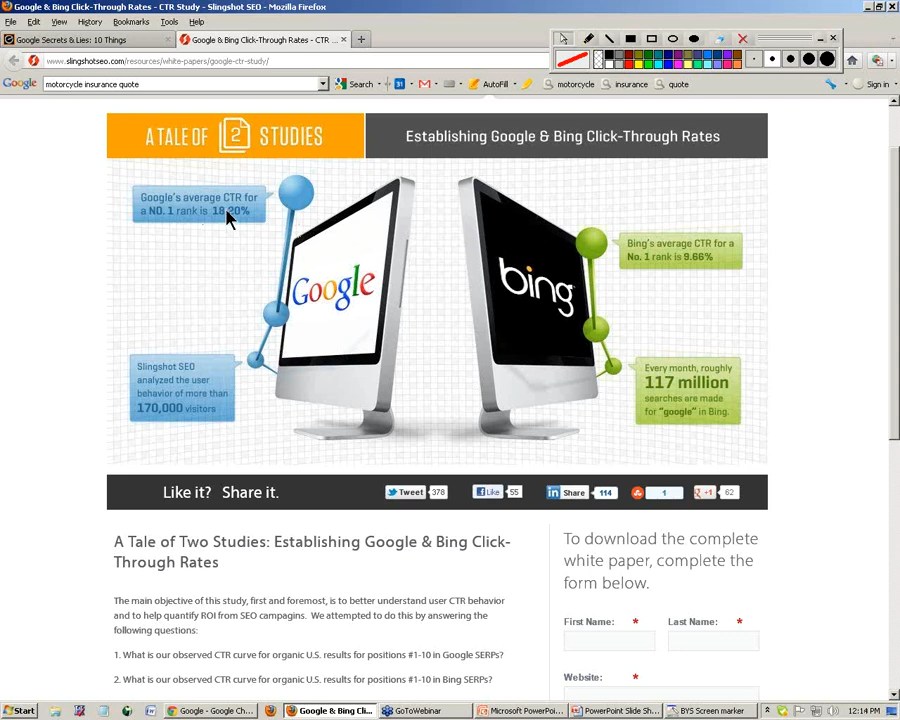 Google & Bing Click-Through Rates - CTR Study - Slingshot SEO - Mozilla Firefox
File Edit View History Bookmarks Tools Help
Google Secrets & Lies: 10 Things
Google & Bing Click-Through Rates - CTR ...
www.slingshotseo.com/resources/white-papers/google-ctr-study/
Google motorcycle insurance quote Search AutoFill motorcycle insurance quote Sign in
A TALE OF 2 STUDIES
Establishing Google & Bing Click-Through Rates
Google's average CTR for
a NO. 1 rank is 18.20%
Bing's average CTR for a
No. 1 rank is 9.66%
Google
bing
Slingshot SEO
analyzed the user
behavior of more than
170,000 visitors
Every month, roughly
117 million
searches are made
for "google" in Bing.
Like it? Share it.
Tweet 378
Like 55
Share 114
1
+1 62
A Tale of Two Studies: Establishing Google & Bing Click-
Through Rates
The main objective of this study, first and foremost, is to better understand user CTR behavior
and to help quantify ROI from SEO campagins. We attempted to do this by answering the
following questions:
1. What is our observed CTR curve for organic U.S. results for positions #1-10 in Google SERPs?
2. What is our observed CTR curve for organic U.S. results for positions #1-10 in Bing SERPs?
To download the complete
white paper, complete the
form below.
First Name: *
Last Name: *
Website: *
Start
Google - Google Ch...
Google & Bing Cli...
GoToWebinar
Microsoft PowerPoi...
PowerPoint Slide Sh...
BYS Screen marker
12:14 PM